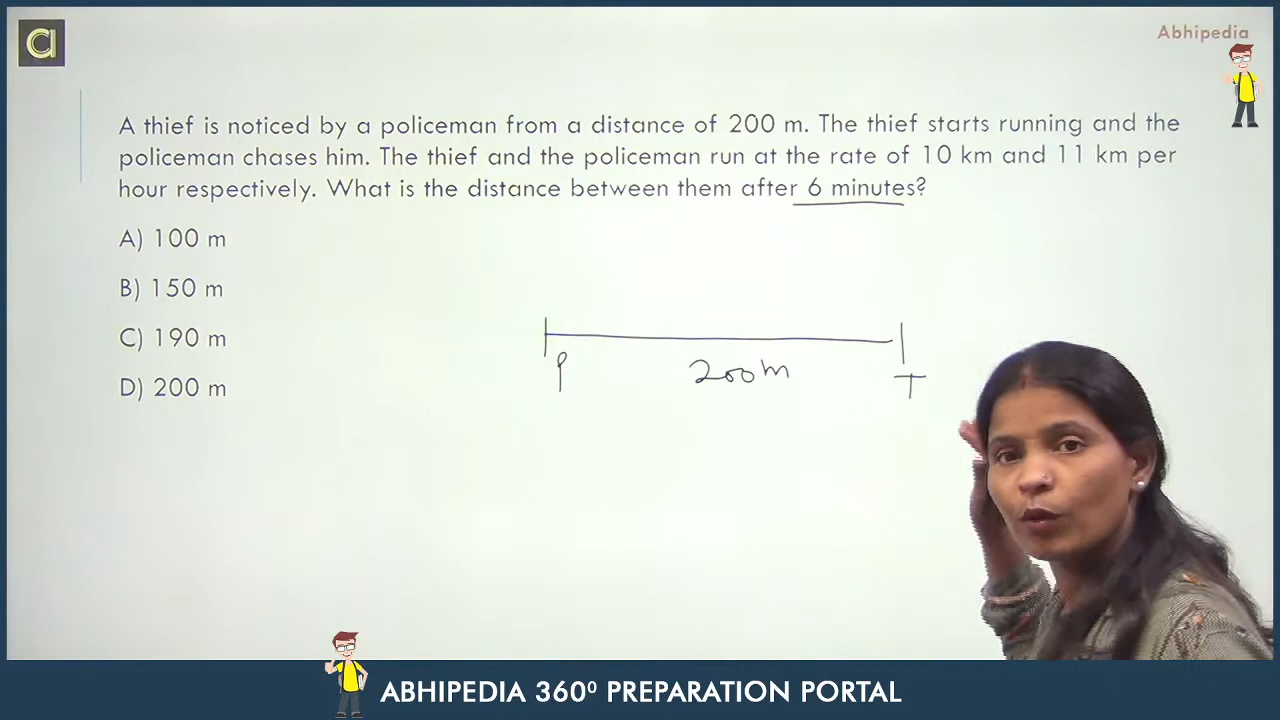 Abhipedia
A thief is noticed by a policeman from a distance of 200 m. The thief starts running and the
policeman chases him. The thief and the policeman run at the rate of 10 km and 11 km per
hour respectively. What is the distance between them after 6 minutes?
A) 100 m
B) 150 m
C) 190 m
D) 200 m
P 200m T
ABHIPEDIA 360⁰ PREPARATION PORTAL